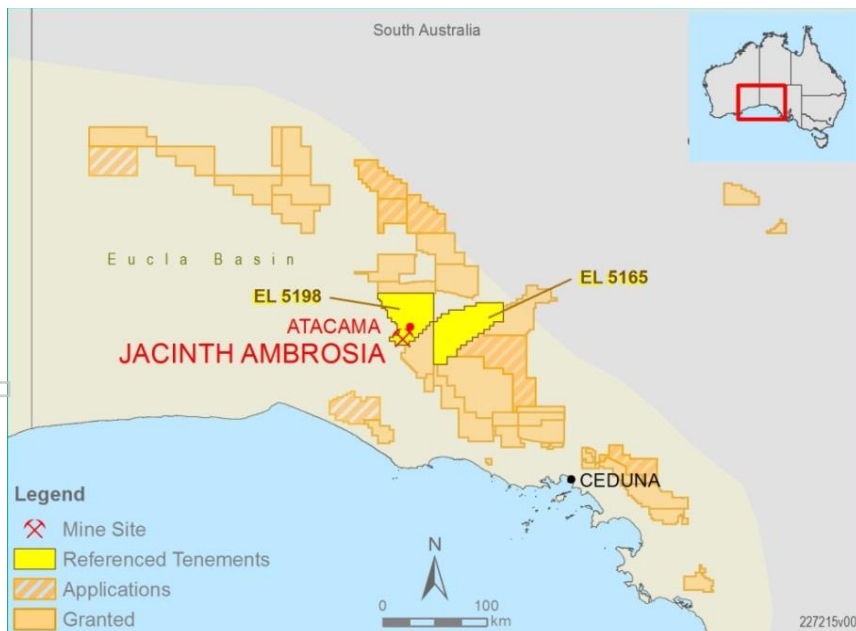 South Australia
Eucla Basin
EL 5198
EL 5165
ATACAMA
JACINTH AMBROSIA
CEDUNA
Legend
Mine Site
Referenced Tenements
Applications
Granted
N
0 100
km
227215v00